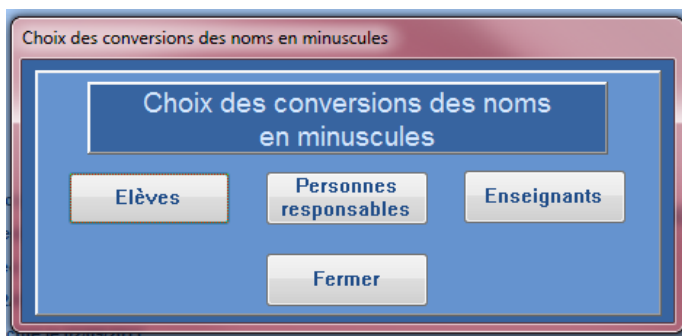 Choix des conversions des noms en minuscules
Choix des conversions des noms
en minuscules
Elèves
Personnes
responsables
Enseignants
Fermer